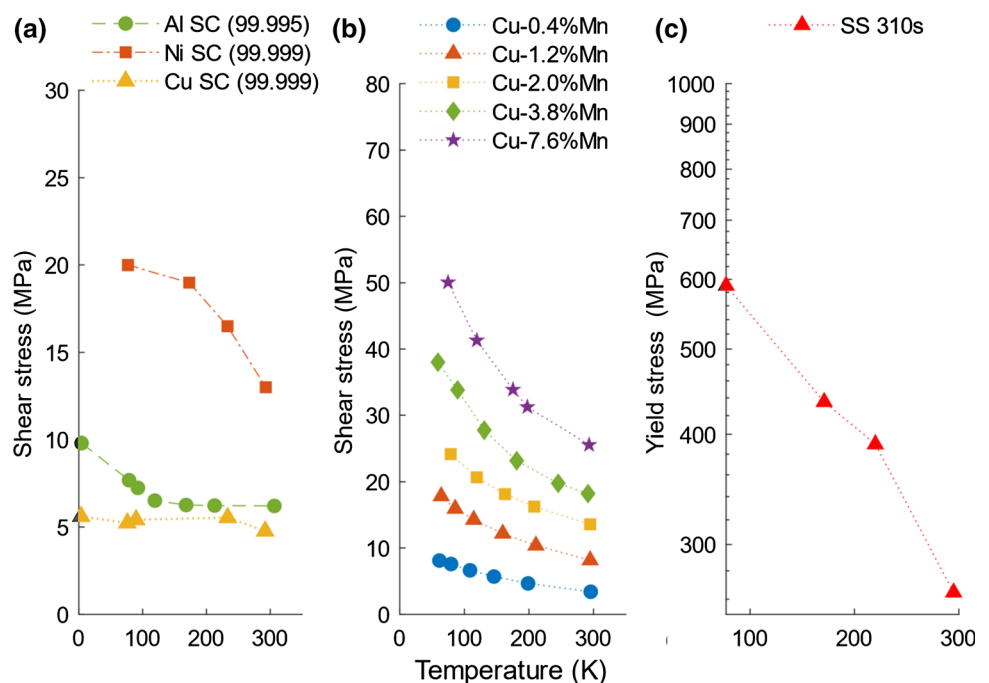 (a)
Al SC (99.995)
Ni SC (99.999)
Cu SC (99.999)
Shear stress (MPa)
30
25
20
15
10
5
0
0 100 200 300
(b)
Cu-0.4%Mn
Cu-1.2%Mn
Cu-2.0%Mn
Cu-3.8%Mn
Cu-7.6%Mn
Shear stress (MPa)
80
70
60
50
40
30
20
10
0
0 100 200 300
Temperature (K)
(c)
SS 310s
Yield stress (MPa)
1000
900
800
700
600
500
400
300
100 200 300